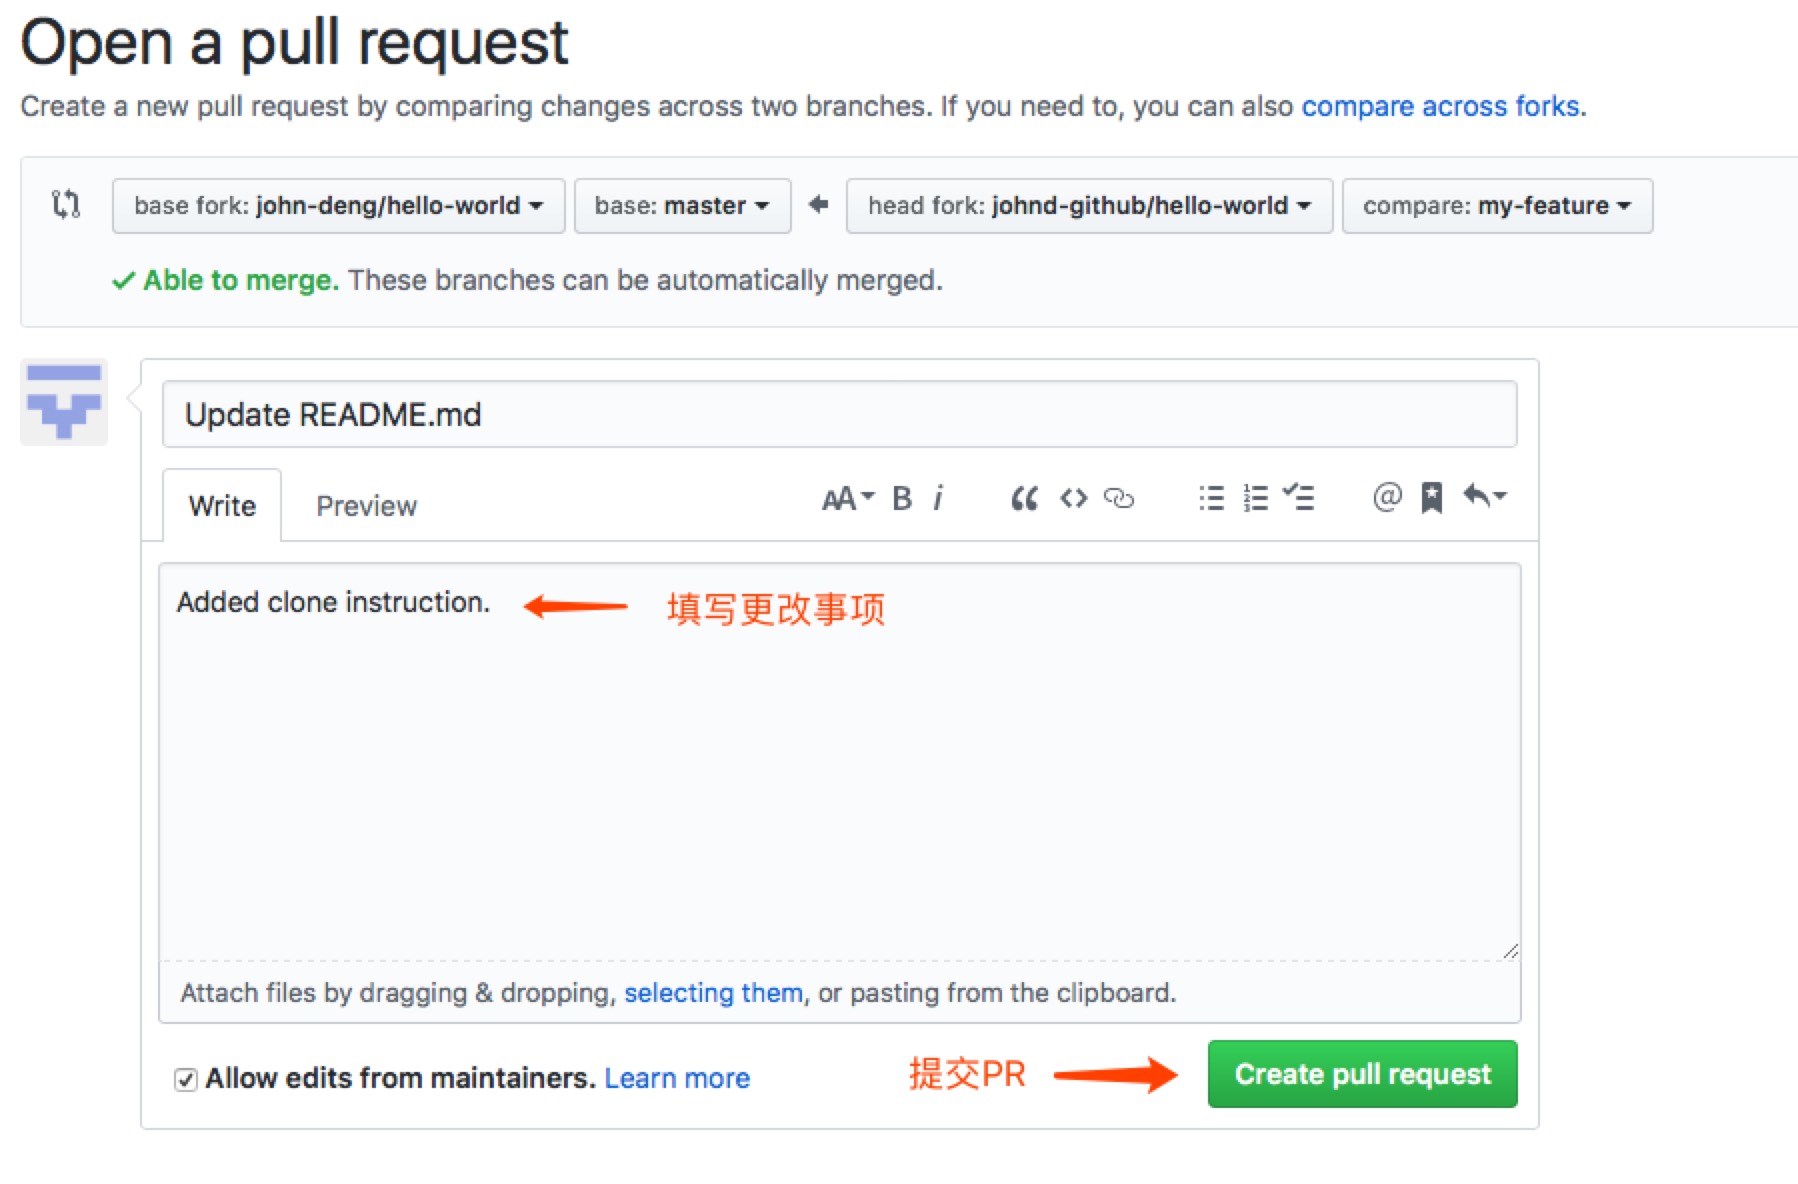 Open a pull request
Create a new pull request by comparing changes across two branches. If you need to, you can also compare across forks.
base fork: john-deng/hello-world base: master head fork: johnd-github/hello-world compare: my-feature
Able to merge. These branches can be automatically merged.
Update README.md
Write Preview AA B i @
Added clone instruction. 填写更改事项
Attach files by dragging & dropping, selecting them, or pasting from the clipboard.
Allow edits from maintainers. Learn more 提交PR Create pull request